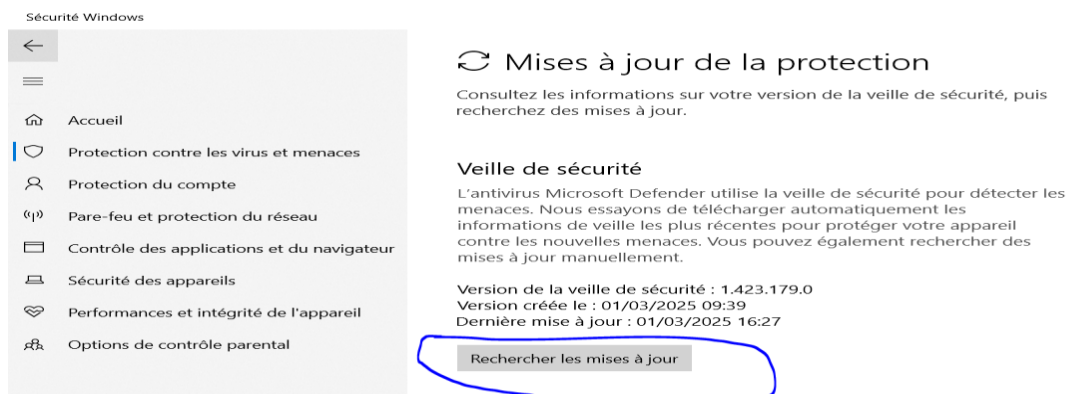 Sécurité Windows
Accueil
Protection contre les virus et menaces
Protection du compte
Pare-feu et protection du réseau
Contrôle des applications et du navigateur
Sécurité des appareils
Performances et intégrité de l'appareil
Options de contrôle parental
Mises à jour de la protection
Consultez les informations sur votre version de la veille de sécurité, puis
recherchez des mises à jour.
Veille de sécurité
L'antivirus Microsoft Defender utilise la veille de sécurité pour détecter les
menaces. Nous essayons de télécharger automatiquement les
informations de veille les plus récentes pour protéger votre appareil
contre les nouvelles menaces. Vous pouvez également rechercher des
mises à jour manuellement.
Version de la veille de sécurité : 1.423.179.0
Version créée le : 01/03/2025 09:39
Dernière mise à jour : 01/03/2025 16:27
Rechercher les mises à jour